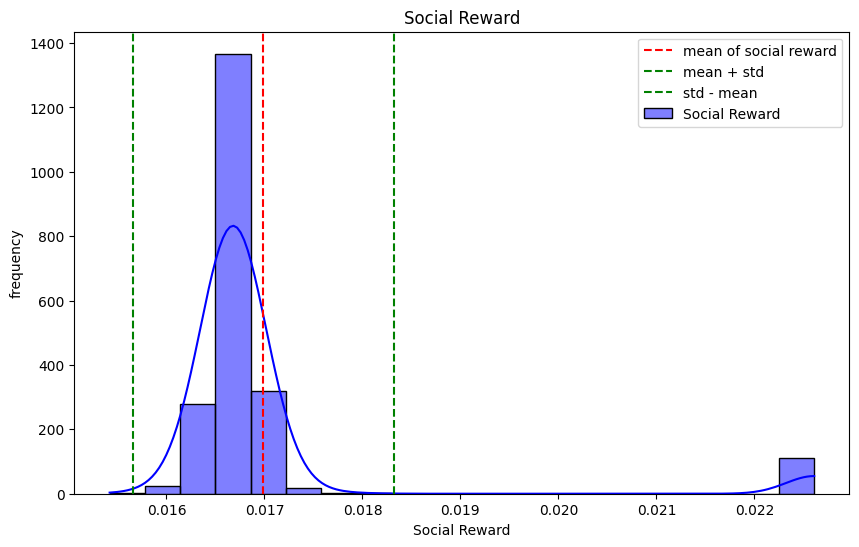 Social Reward
mean of social reward
mean + std
std - mean
Social Reward
frequency
1400
1200
1000
800
600
400
200
0
0.016 0.017 0.018 0.019 0.020 0.021 0.022
Social Reward